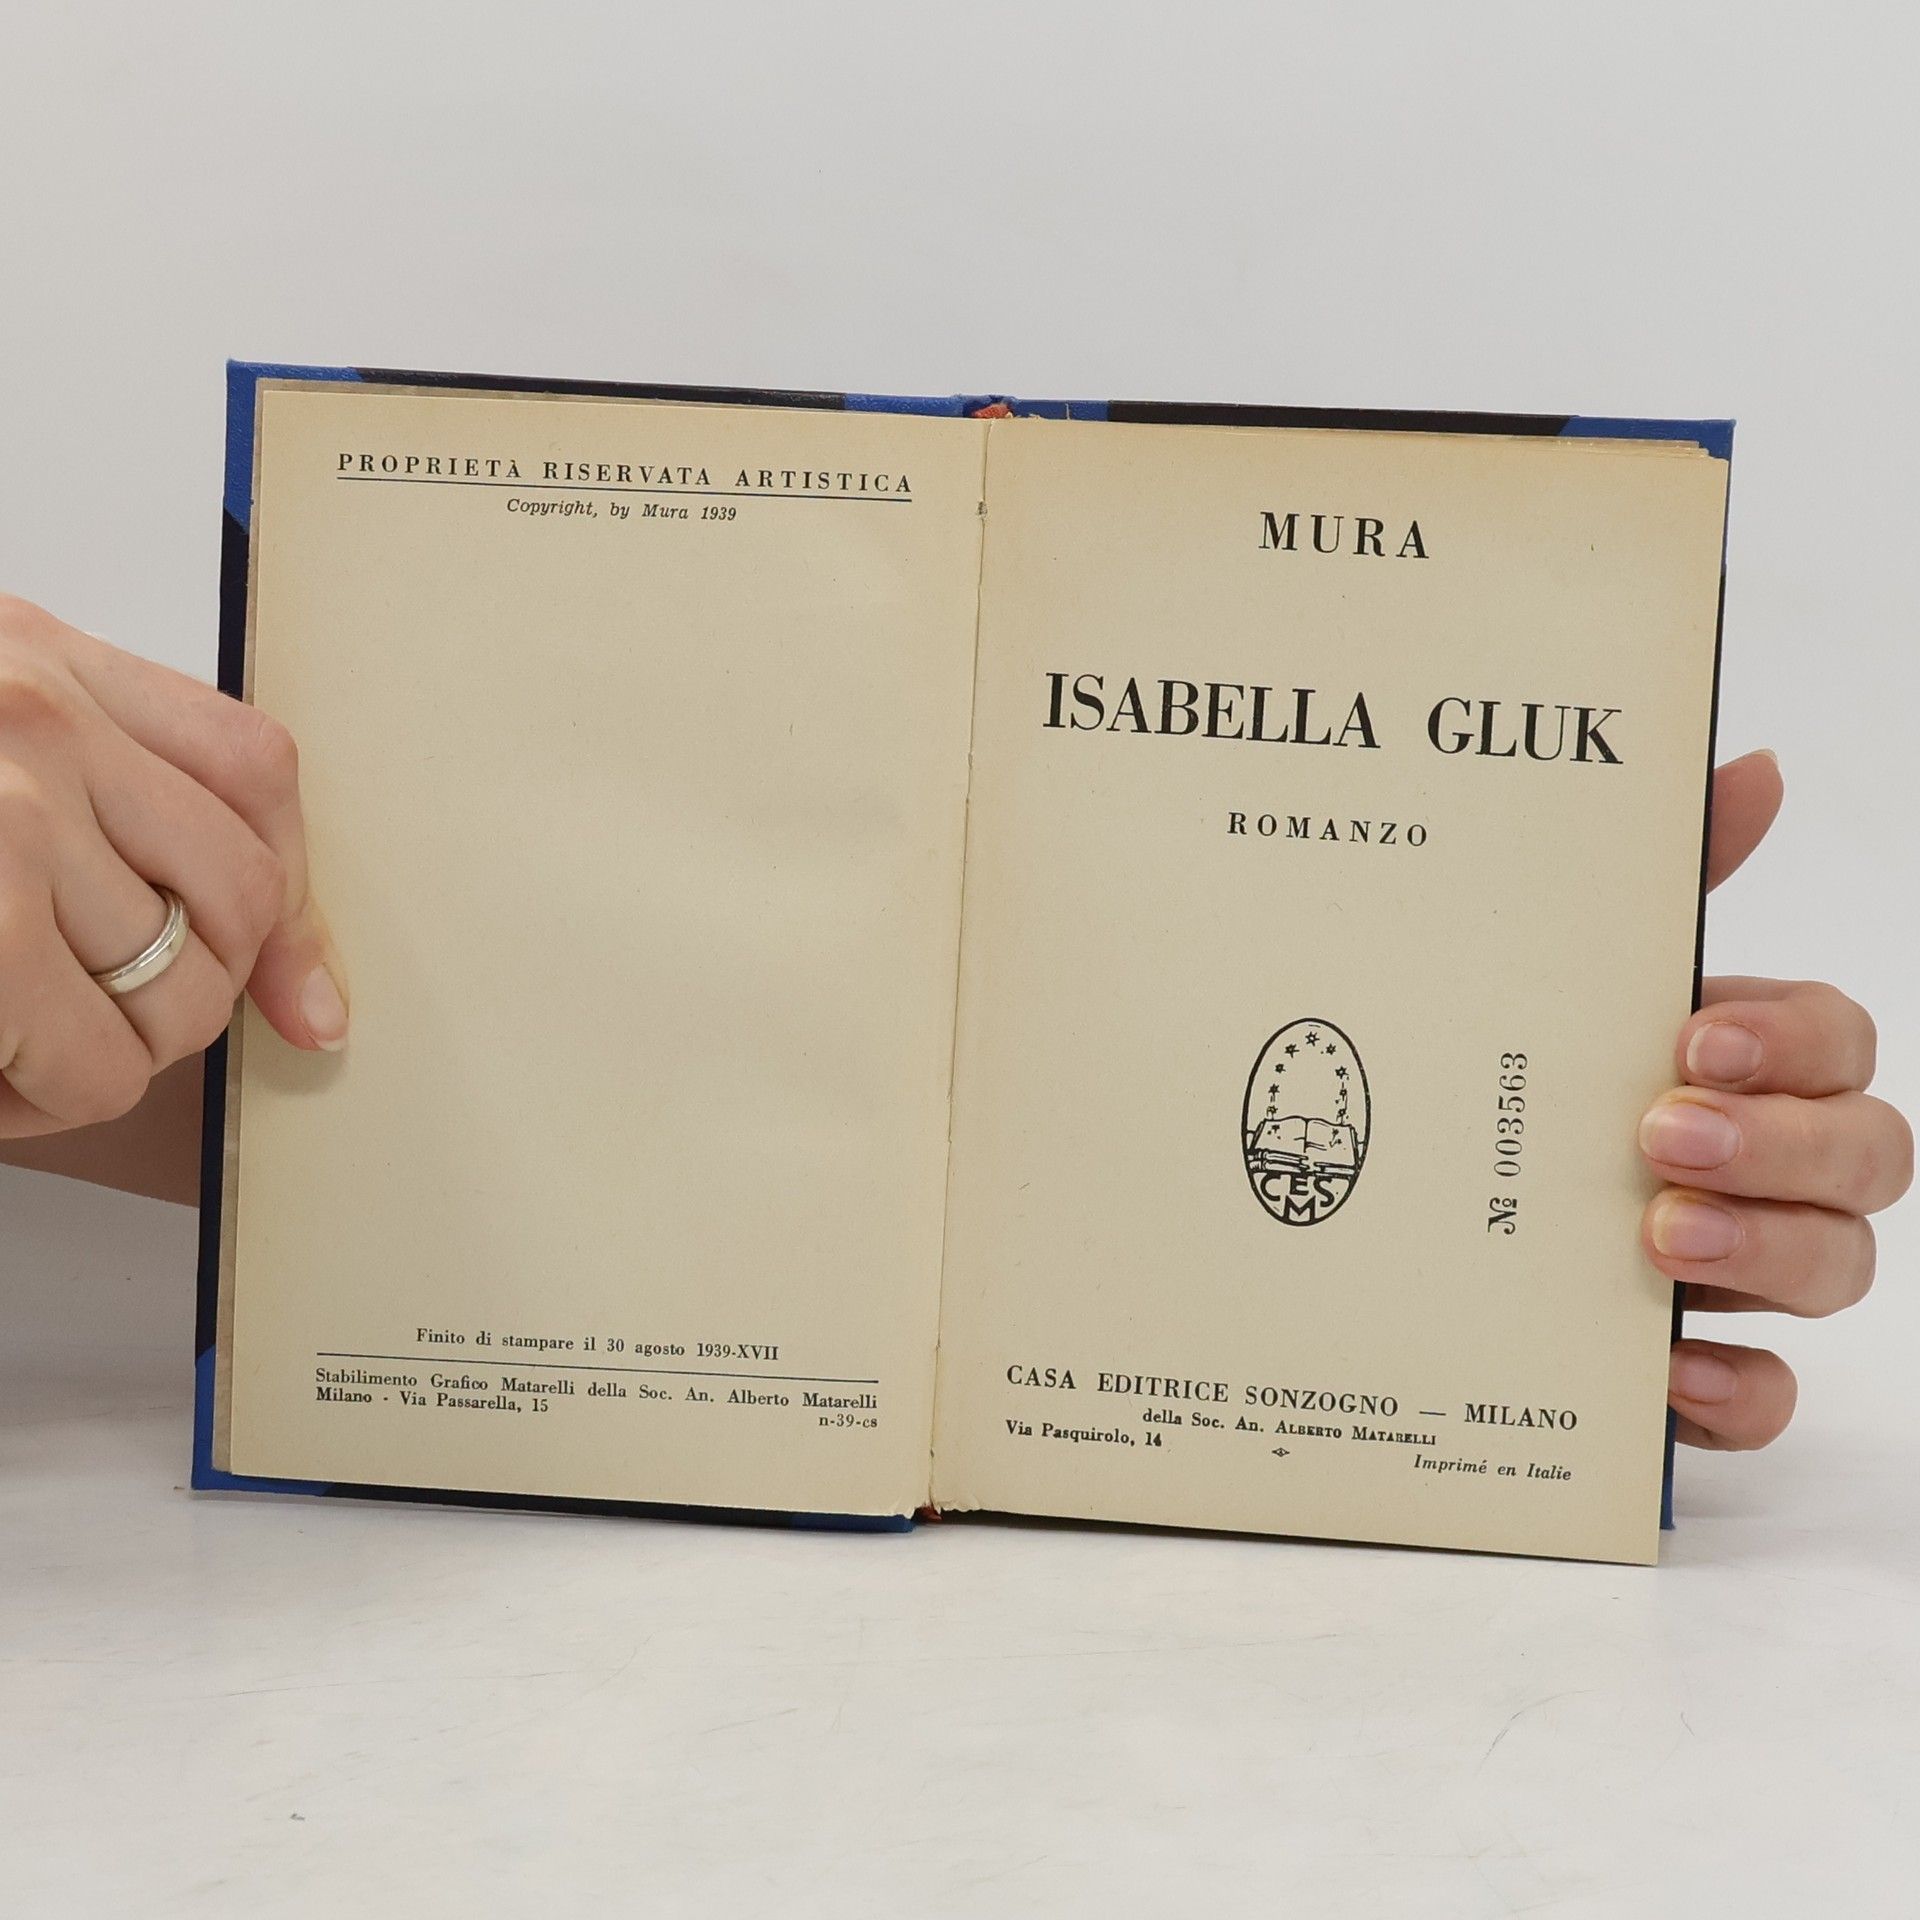 PROPRIETÀ RISERVATA ARTISTICA
Copyright, by Mura 1939
Finito di stampare il 30 agosto 1939-XVII
Stabilimento Grafico Matarelli della Soc. An. Alberto Matarelli
Milano - Via Passarella, 15
n-39-cs
MURA
ISABELLA GLUK
ROMANZO
CESM
№ 003563
CASA EDITRICE SONZOGNO — MILANO
della Soc. An. ALBERTO MATARELLI
Via Pasquirolo, 14
Imprimé en Italie